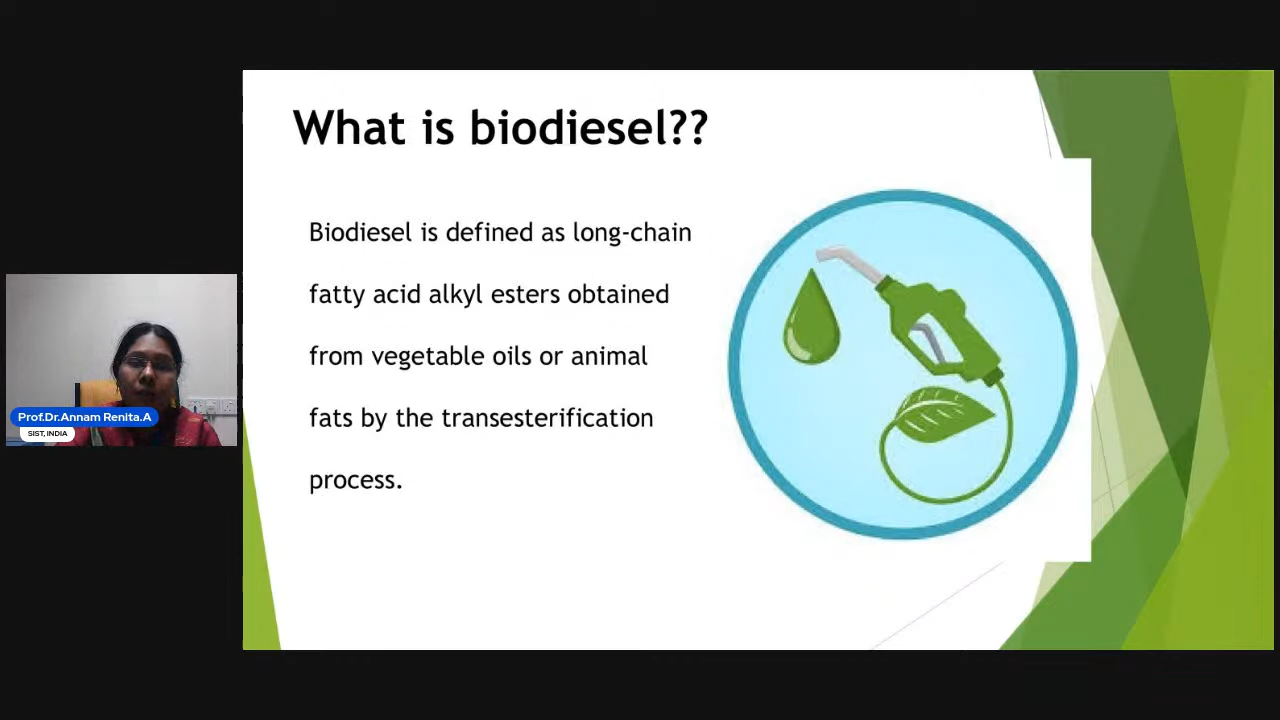 What is biodiesel??
Biodiesel is defined as long-chain
fatty acid alkyl esters obtained
from vegetable oils or animal
fats by the transesterification
process.
Prof.Dr.Annam Renita.A
SIST, INDIA